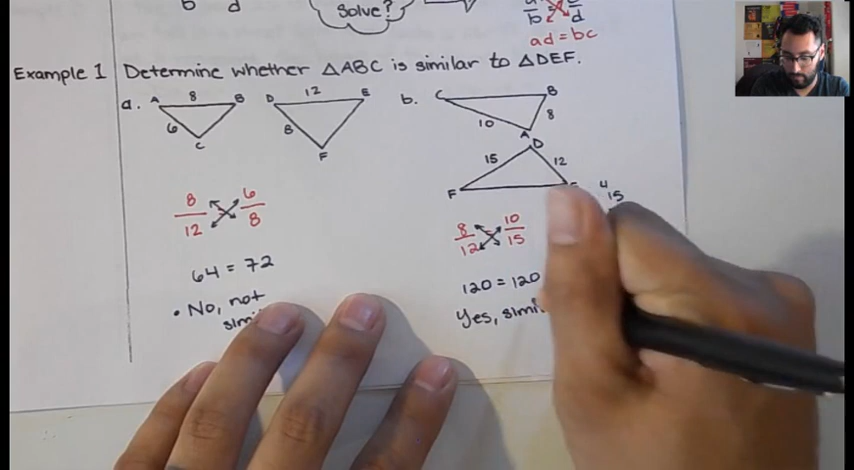 b d
Solve?
b d
ad = bc
Example 1 Determine whether △ABC is similar to △DEF.
a. A 8 B
6
C
D 12 E
8
F
b. C B
10 8
A
D
15 12
F
8 6
12 8
64 = 72
• No, not
8 10
12 15
120 = 120
Yes,
4
15